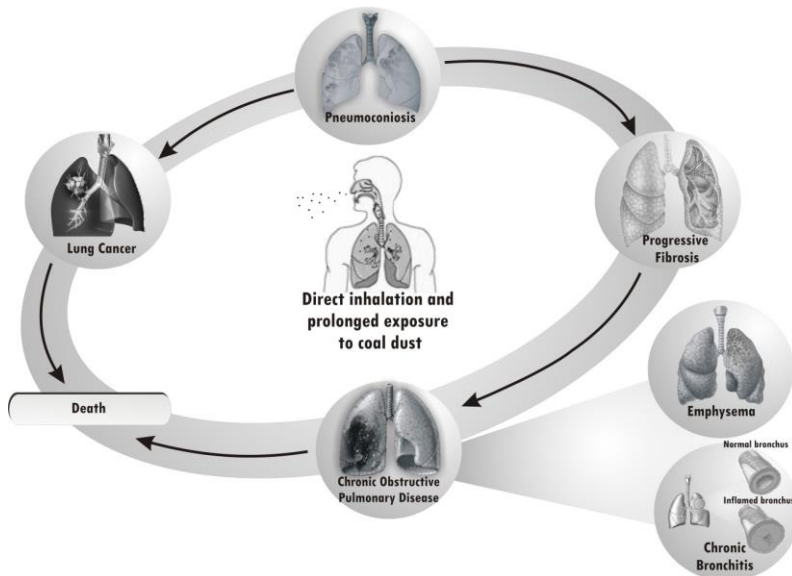 Pneumoconiosis
Lung Cancer
Progressive
Fibrosis
Direct inhalation and
prolonged exposure
to coal dust
Death
Chronic Obstructive
Pulmonary Disease
Emphysema
Normal bronchus
Inflamed bronchus
Chronic
Bronchitis